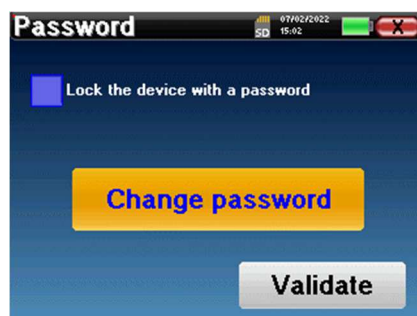 Password
SD
07/02/2022
15:02
X
Lock the device with a password
Change password
Validate